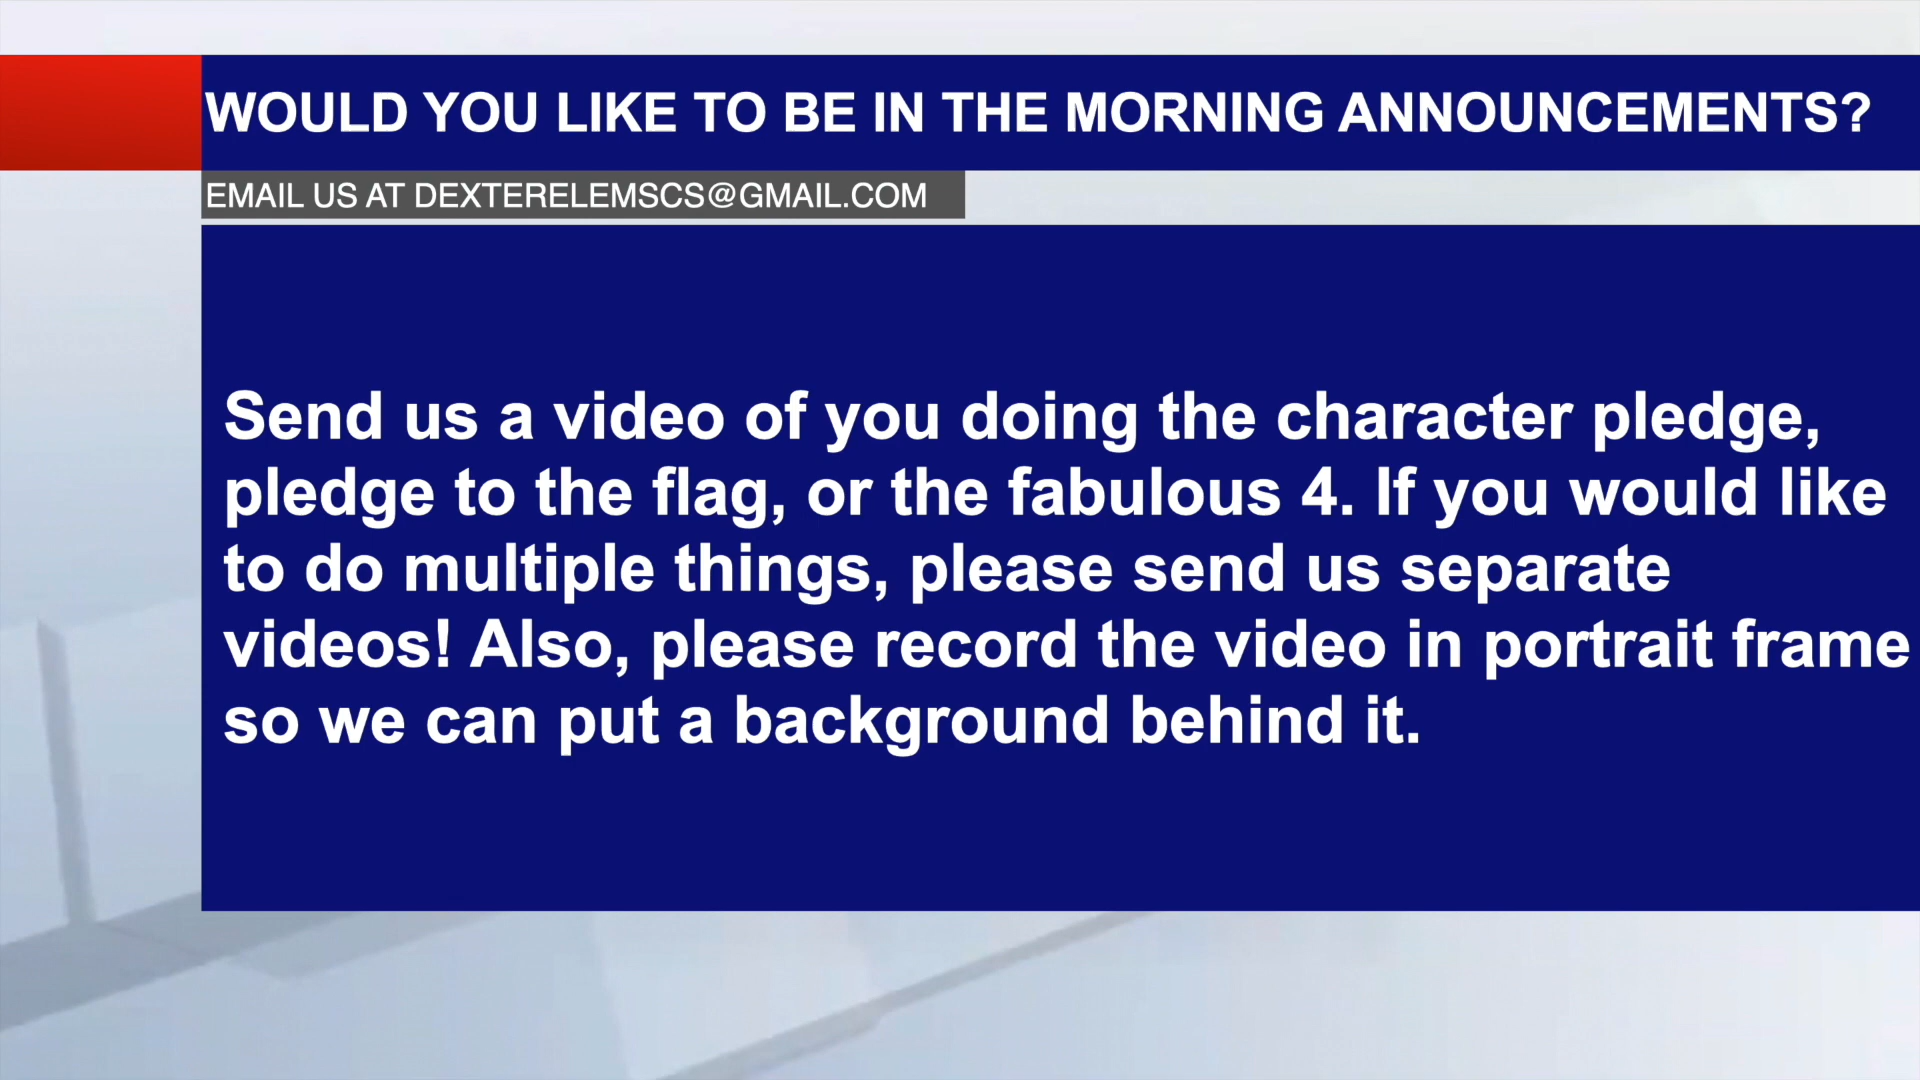 WOULD YOU LIKE TO BE IN THE MORNING ANNOUNCEMENTS?
EMAIL US AT DEXTERELEMSCS@GMAIL.COM
Send us a video of you doing the character pledge,
pledge to the flag, or the fabulous 4. If you would like
to do multiple things, please send us separate
videos! Also, please record the video in portrait frame
so we can put a background behind it.